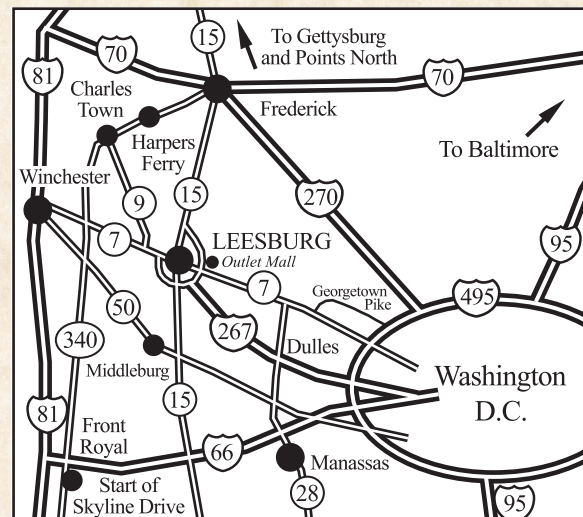 15
To Gettysburg
and Points North
70
70
81
Charles
Town
Frederick
Harpers
Ferry
To Baltimore
Winchester
9
15
270
7
LEESBURG
Outlet Mall
95
7
Georgetown
Pike
495
50
267
340
Dulles
Middleburg
Washington
D.C.
15
81
Front
Royal
66
Manassas
Start of
Skyline Drive
28
95